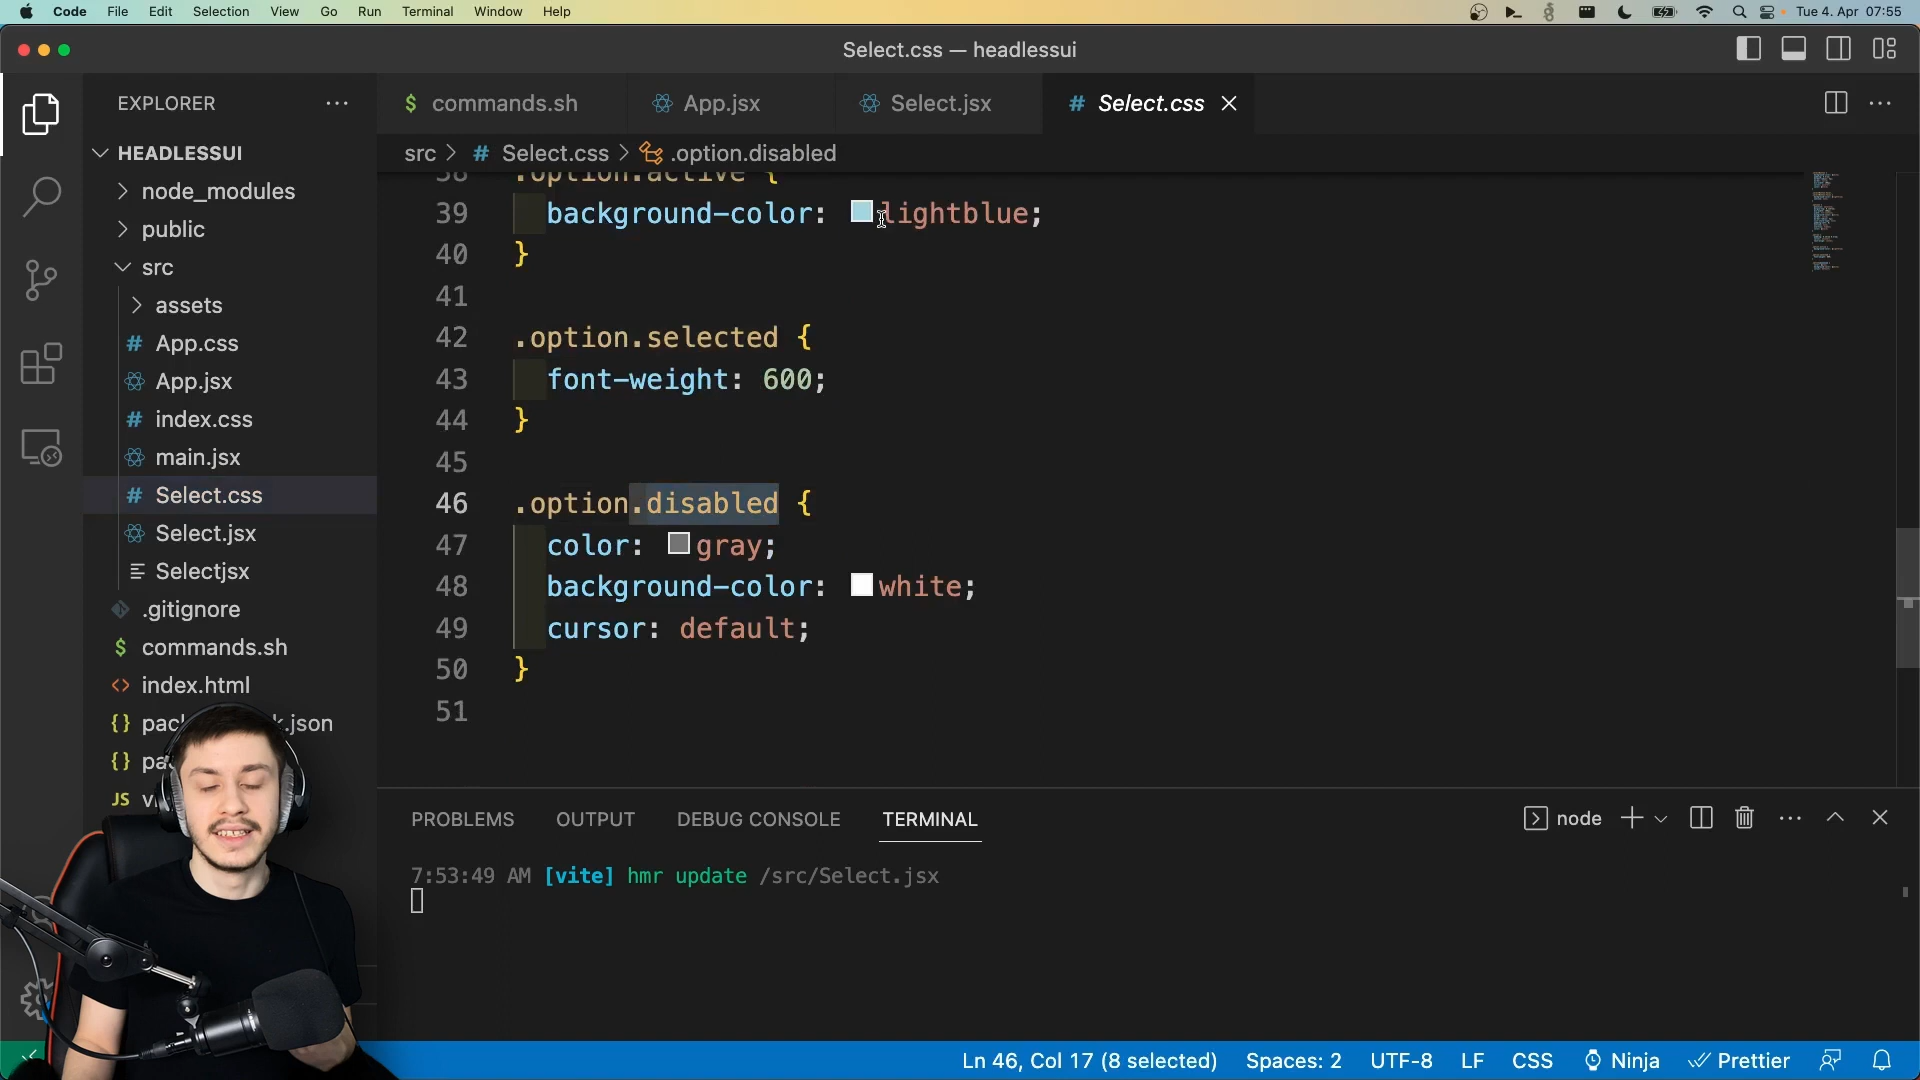 Code File Edit Selection View Go Run Terminal Window Help Tue 4. Apr 07:55
Select.css — headlessui
EXPLORER
HEADLESSUI
node_modules
public
src
assets
App.css
App.jsx
index.css
main.jsx
Select.css
Select.jsx
Selectjsx
.gitignore
commands.sh
index.html
JS
$ commands.sh App.jsx Select.jsx # Select.css
src > # Select.css > .option.disabled
38 .option.active {
39 background-color: lightblue;
40 }
41
42 .option.selected {
43 font-weight: 600;
44 }
45
46 .option.disabled {
47 color: gray;
48 background-color: white;
49 cursor: default;
50 }
51
PROBLEMS OUTPUT DEBUG CONSOLE TERMINAL node
7:53:49 AM [vite] hmr update /src/Select.jsx
Ln 46, Col 17 (8 selected) Spaces: 2 UTF-8 LF CSS Ninja Prettier